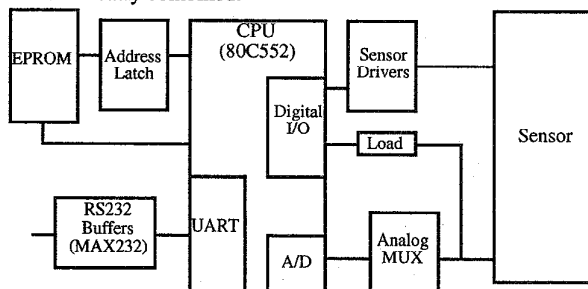 CPU
(80C552)
EPROM
Address
Latch
Sensor
Drivers
Digital
I/O
Load
Sensor
RS232
Buffers
(MAX232)
UART
A/D
Analog
MUX